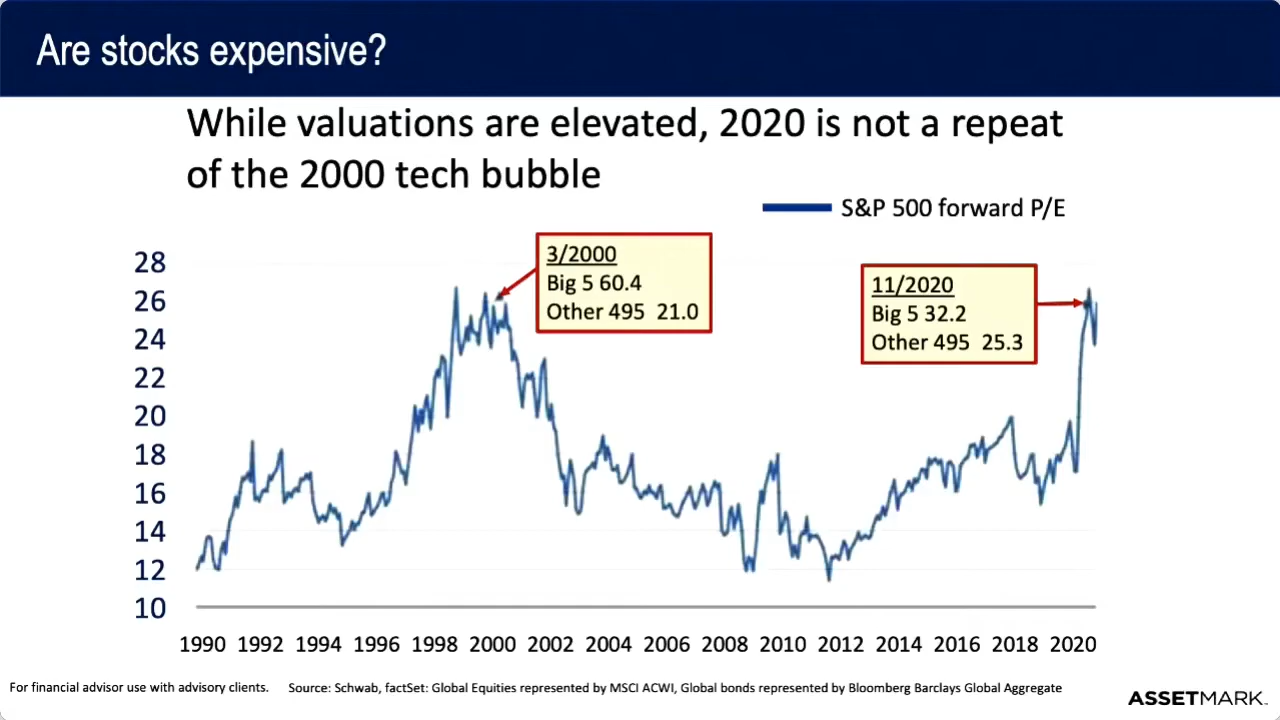 Are stocks expensive?
While valuations are elevated, 2020 is not a repeat
of the 2000 tech bubble
S&P 500 forward P/E
3/2000
Big 5 60.4
Other 495 21.0
11/2020
Big 5 32.2
Other 495 25.3
28
26
24
22
20
18
16
14
12
10
1990 1992 1994 1996 1998 2000 2002 2004 2006 2008 2010 2012 2014 2016 2018 2020
For financial advisor use with advisory clients. Source: Schwab, factSet: Global Equities represented by MSCI ACWI, Global bonds represented by Bloomberg Barclays Global Aggregate
ASSETMARK